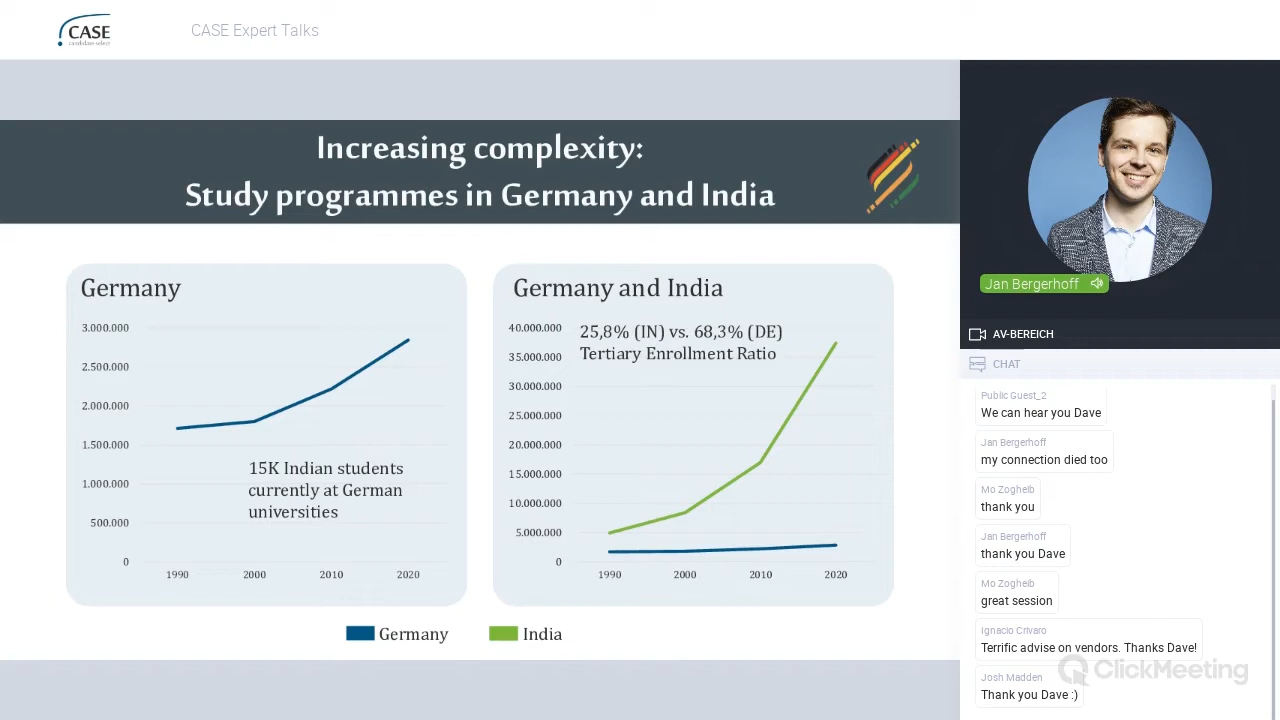 CASE
candidate select
CASE Expert Talks
Increasing complexity:
Study programmes in Germany and India
Germany
3.000.000
2.500.000
2.000.000
1.500.000
1.000.000
500.000
0
15K Indian students
currently at German
universities
1990 2000 2010 2020
Germany and India
40.000.000
35.000.000
30.000.000
25.000.000
20.000.000
15.000.000
10.000.000
5.000.000
0
25,8% (IN) vs. 68,3% (DE)
Tertiary Enrollment Ratio
1990 2000 2010 2020
Germany India
Jan Bergerhoff
AV-BEREICH
CHAT
Public Guest_2
We can hear you Dave
Jan Bergerhoff
my connection died too
Mo Zogheib
thank you
Jan Bergerhoff
thank you Dave
Mo Zogheib
great session
Ignacio Crivaro
Terrific advise on vendors. Thanks Dave!
ClickMeeting
Josh Madden
Thank you Dave :)